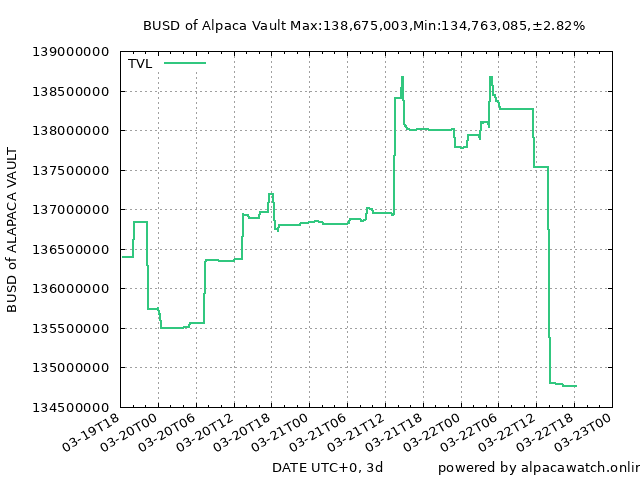 BUSD of Alpaca Vault Max:138,675,003,Min:134,763,085,±2.82%
TVL
139000000
138500000
138000000
137500000
137000000
136500000
136000000
135500000
135000000
134500000
BUSD of ALAPACA VAULT
03-19T18
03-20T00
03-20T06
03-20T12
03-20T18
03-21T00
03-21T06
03-21T12
03-21T18
03-22T00
03-22T06
03-22T12
03-22T18
03-23T00
DATE UTC+0, 3d
powered by alpacawatch.onlin